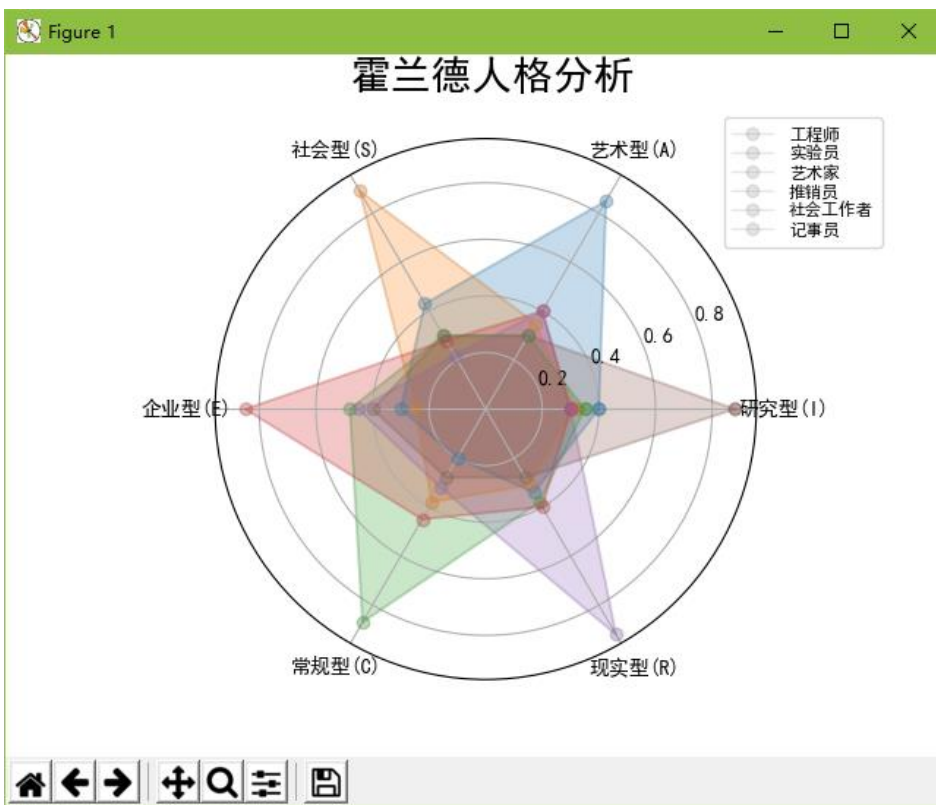 Figure 1
霍兰德人格分析
工程师
实验员
艺术家
推销员
社会工作者
记事员
社会型(S)
艺术型(A)
0.8
0.6
0.4
0.2
企业型(E)
研究型(I)
常规型(C)
现实型(R)